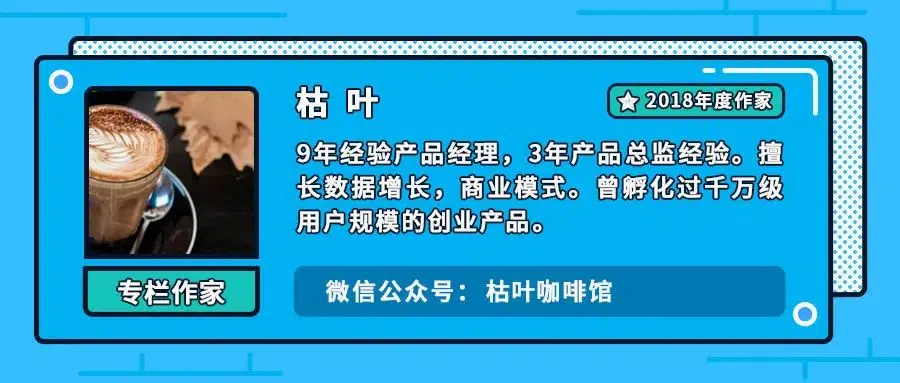 枯叶
2018年度作家
9年经验产品经理，3年产品总监经验。擅
长数据增长，商业模式。曾孵化过千万级
用户规模的创业产品。
专栏作家
微信公众号：枯叶咖啡馆